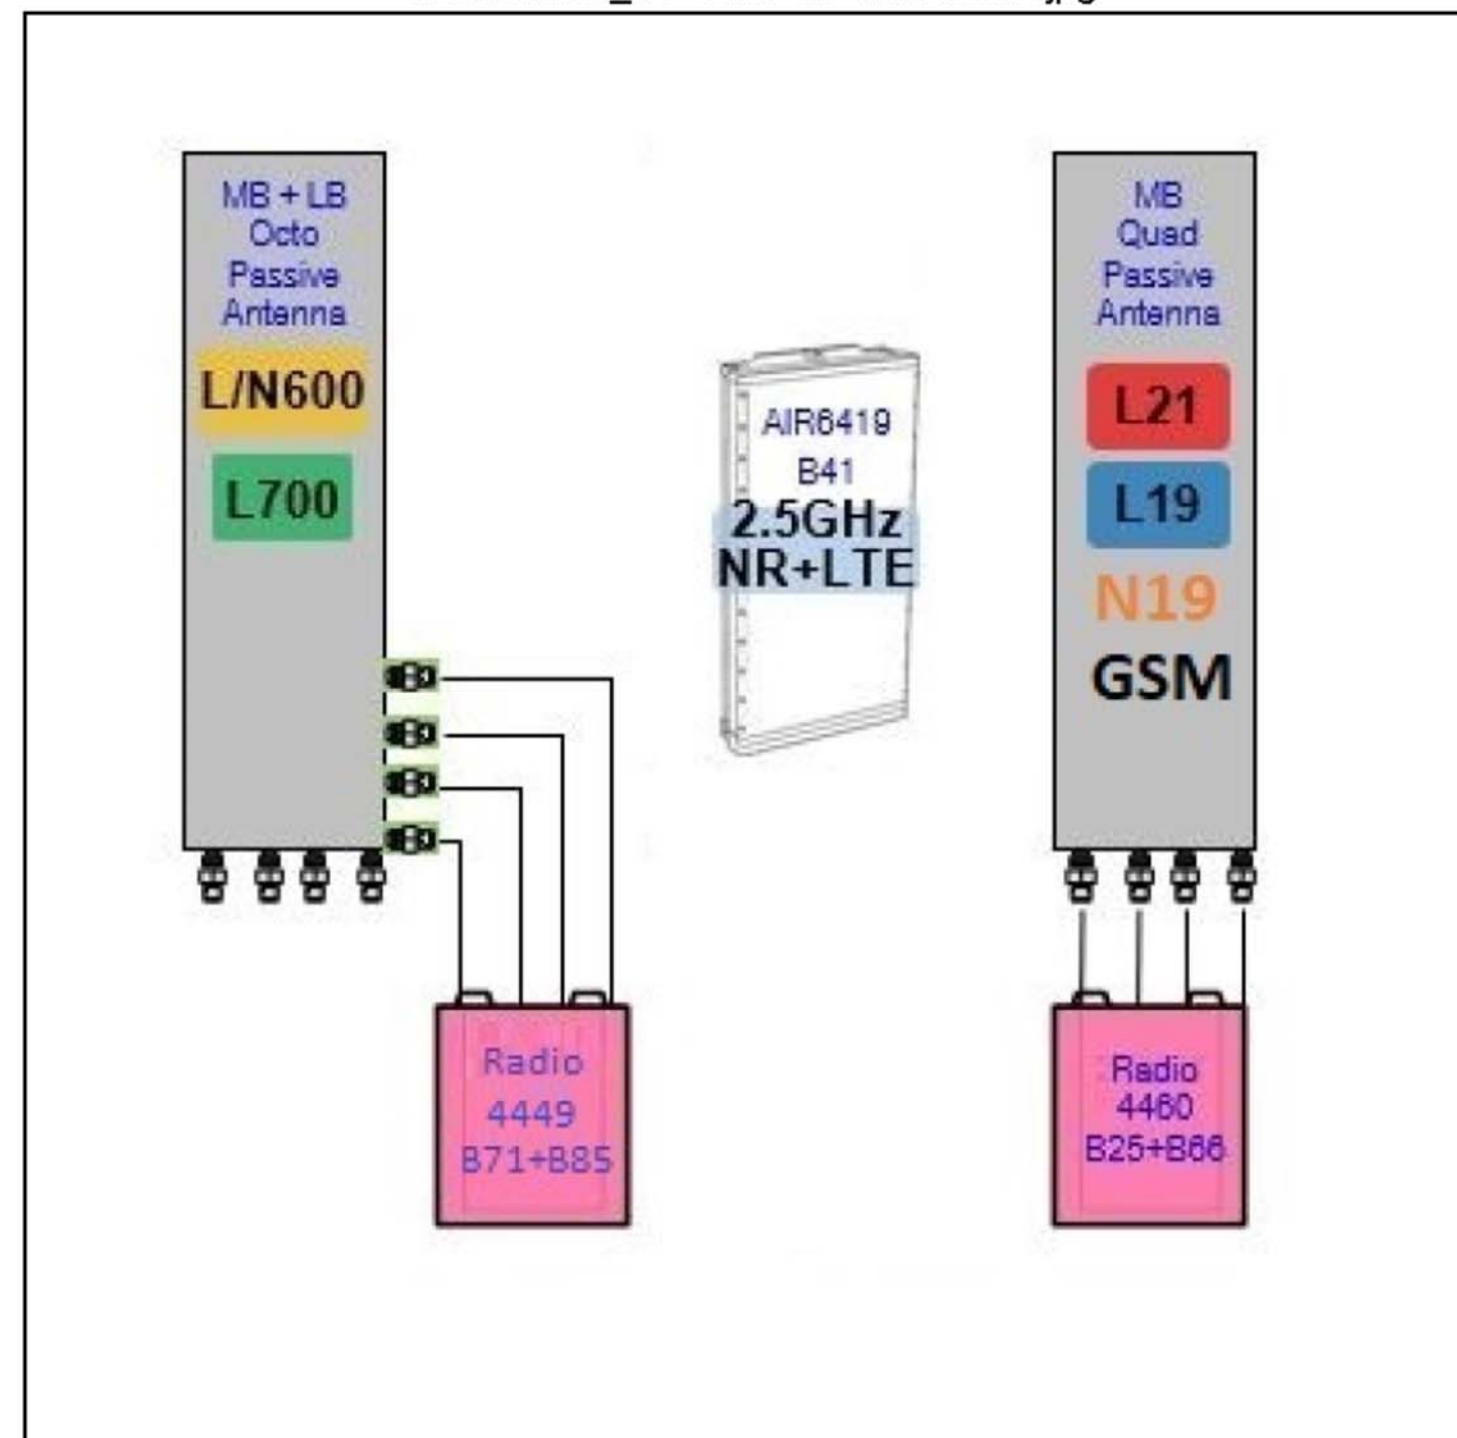 MB + LB
Octo
Passive
Antenna
L/N600
L700
AIR6419
B41
2.5GHz
NR+LTE
MB
Quad
Passive
Antenna
L21
L19
N19
GSM
Radio
4449
B71+B85
Radio
4460
B25+B66